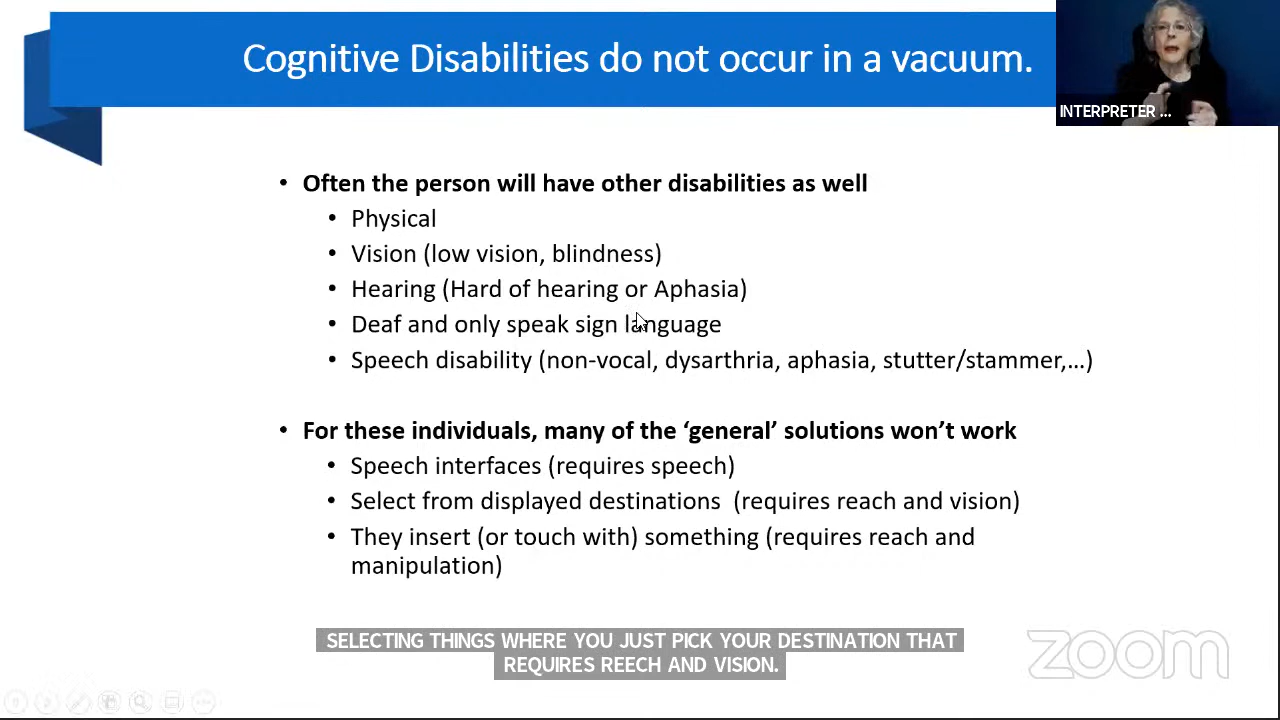 Cognitive Disabilities do not occur in a vacuum.
INTERPRETER ...
• Often the person will have other disabilities as well
• Physical
• Vision (low vision, blindness)
• Hearing (Hard of hearing or Aphasia)
• Deaf and only speak sign language
• Speech disability (non-vocal, dysarthria, aphasia, stutter/stammer,...)
• For these individuals, many of the ‘general’ solutions won’t work
• Speech interfaces (requires speech)
• Select from displayed destinations (requires reach and vision)
• They insert (or touch with) something (requires reach and
manipulation)
SELECTING THINGS WHERE YOU JUST PICK YOUR DESTINATION THAT
REQUIRES REECH AND VISION.
zoom